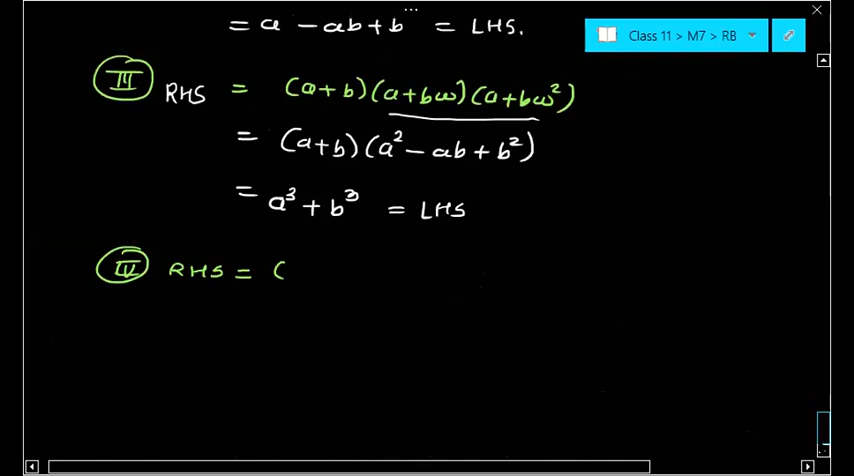 = a - ab + b = LHS.
Class 11 > M7 > RB
III RHS = (a+b)(a+bω)(a+bω²)
= (a+b)(a² - ab + b²)
= a³ + b³ = LHS
IV RHS = (